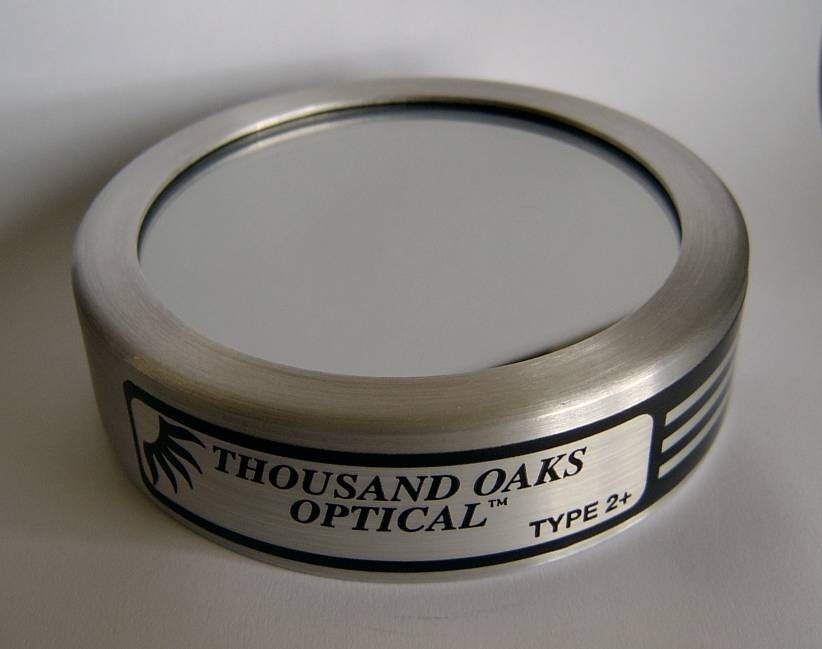 THOUSAND OAKS
OPTICAL™
TYPE 2+